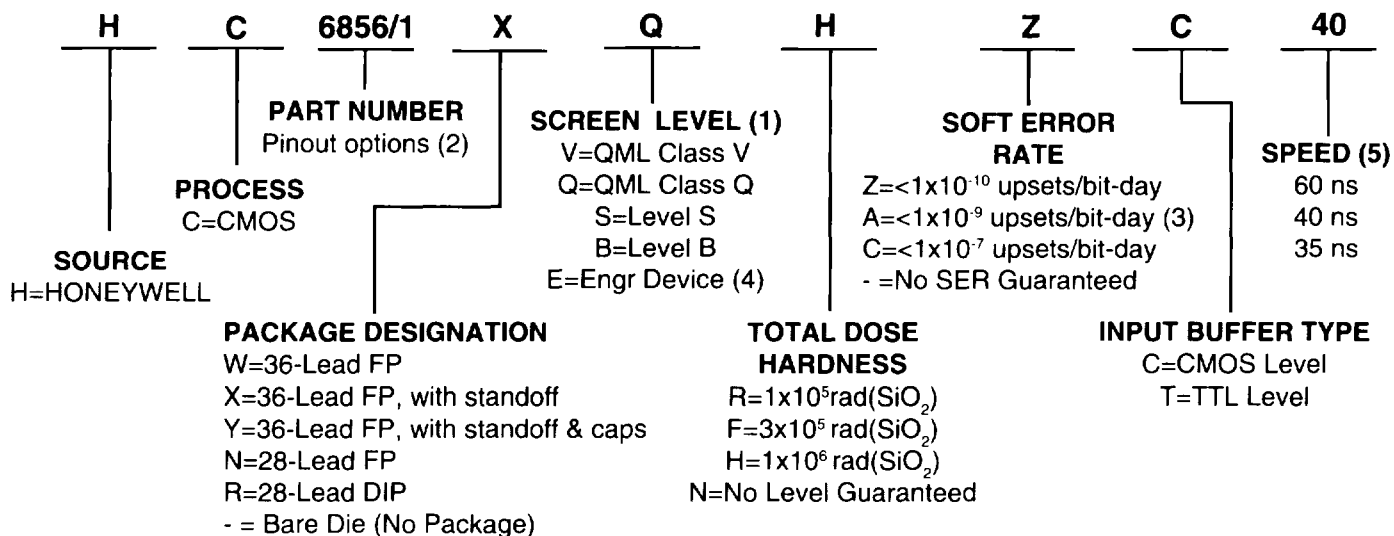 H C 6856/1 X Q H Z C 40
PART NUMBER
Pinout options (2)
PROCESS
C=CMOS
SOURCE
H=HONEYWELL
SCREEN LEVEL (1)
V=QML Class V
Q=QML Class Q
S=Level S
B=Level B
E=Engr Device (4)
SOFT ERROR
RATE
Z=<1x10⁻¹⁰ upsets/bit-day
A=<1x10⁻⁹ upsets/bit-day (3)
C=<1x10⁻⁷ upsets/bit-day
- =No SER Guaranteed
SPEED (5)
60 ns
40 ns
35 ns
PACKAGE DESIGNATION
W=36-Lead FP
X=36-Lead FP, with standoff
Y=36-Lead FP, with standoff & caps
N=28-Lead FP
R=28-Lead DIP
- = Bare Die (No Package)
TOTAL DOSE
HARDNESS
R=1x10⁵rad(SiO₂)
F=3x10⁵ rad(SiO₂)
H=1x10⁶ rad(SiO₂)
N=No Level Guaranteed
INPUT BUFFER TYPE
C=CMOS Level
T=TTL Level